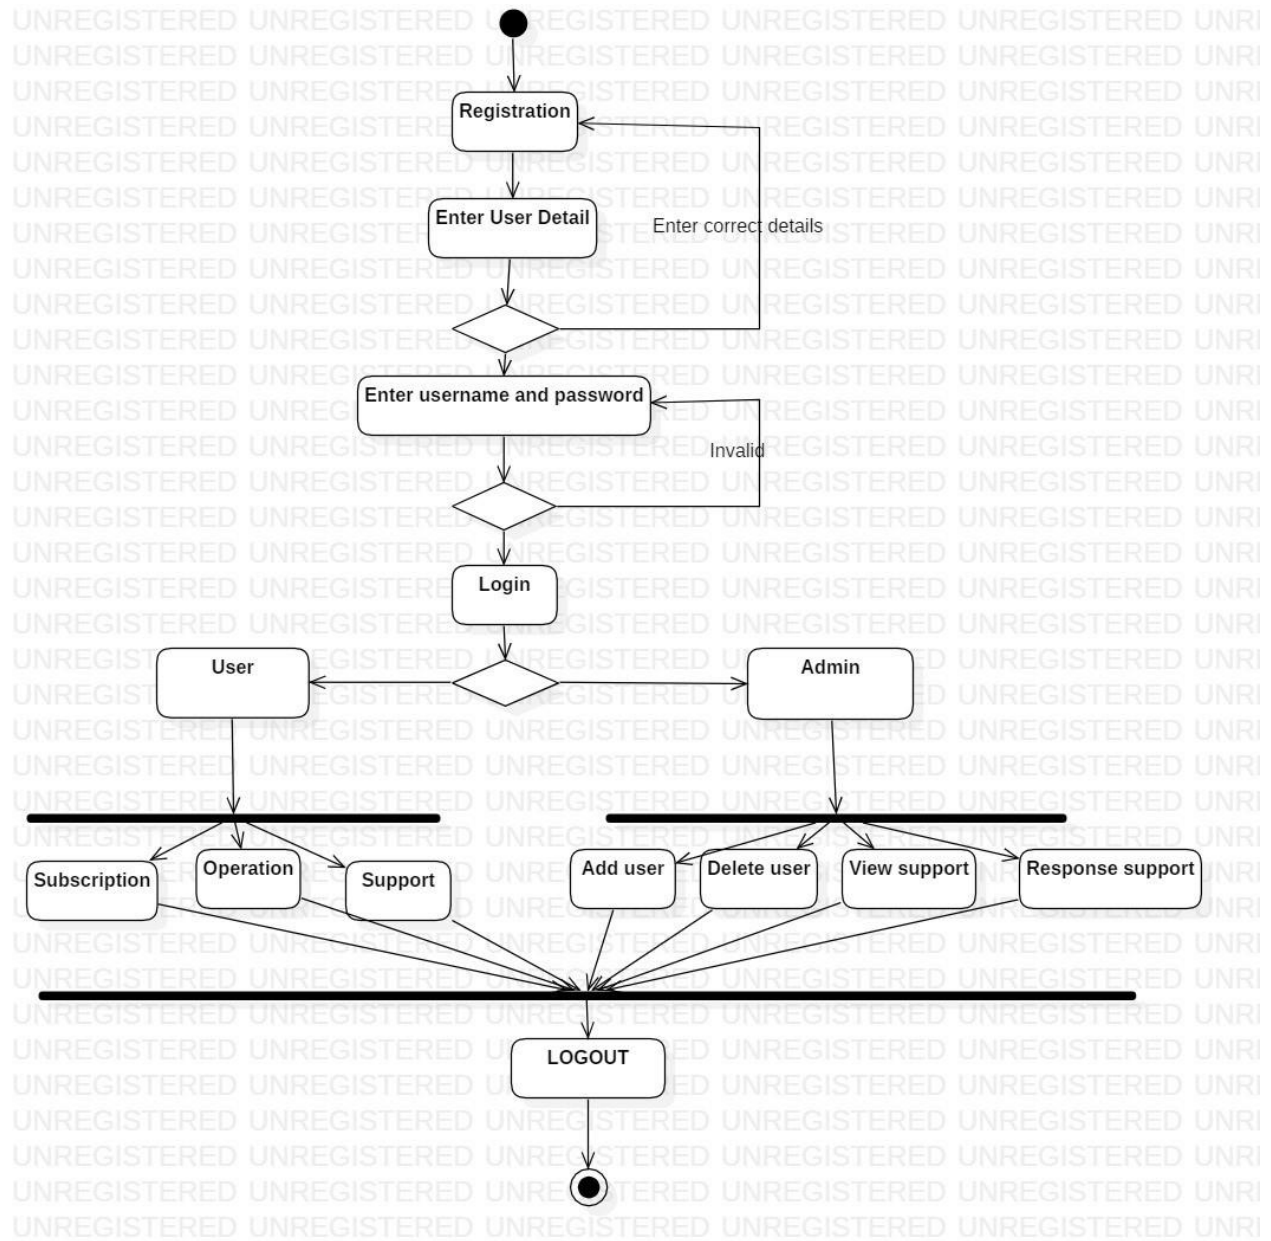 Registration
Enter User Detail
Enter correct details
Enter username and password
Invalid
Login
User
Admin
Subscription
Operation
Support
Add user
Delete user
View support
Response support
LOGOUT
UNREGISTERED